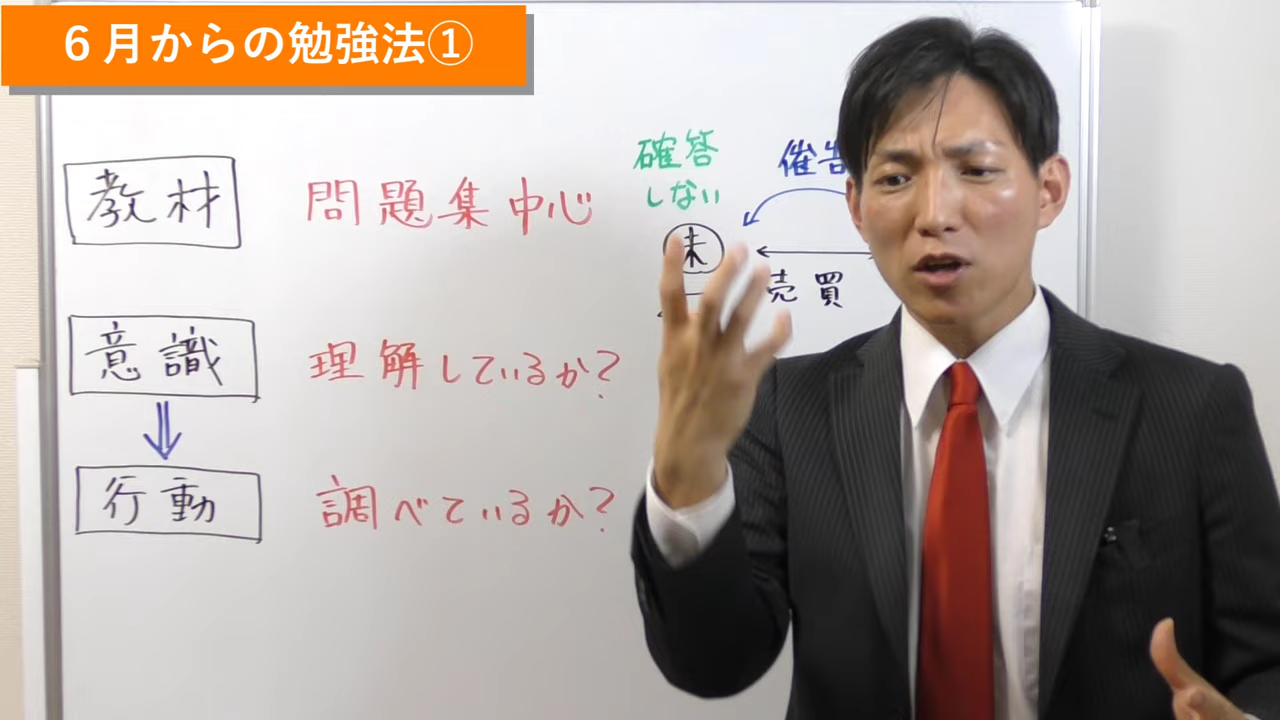 6月からの勉強法①
教材 問題集中心
意識 理解しているか?
行動 調べているか?
確答
しない
催告
未
売買